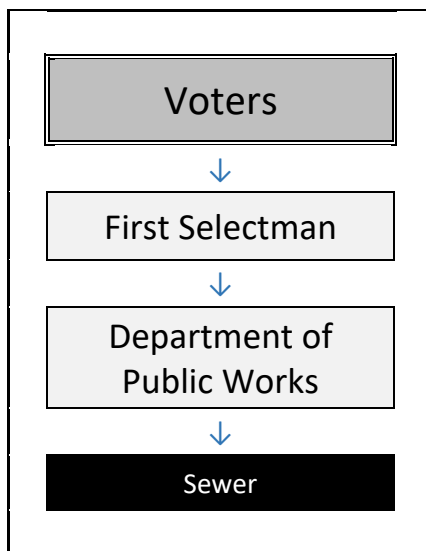 Voters
First Selectman
Department of
Public Works
Sewer